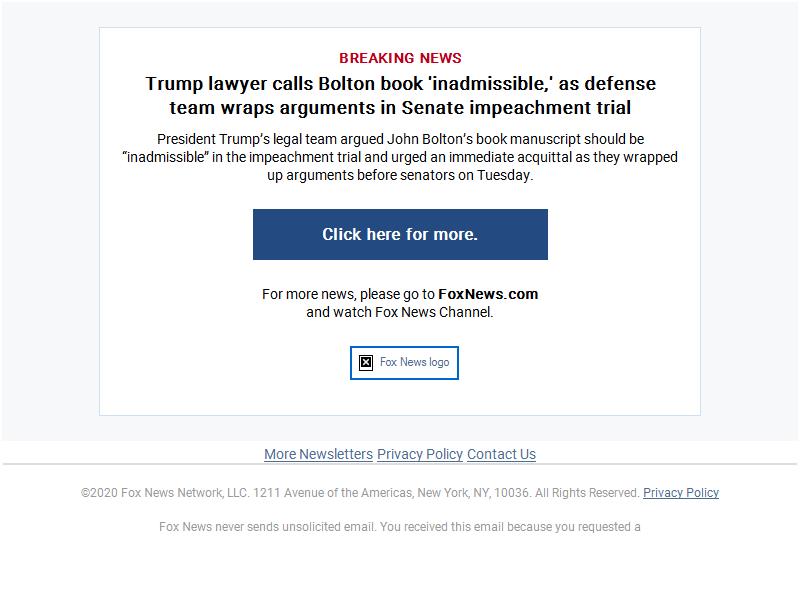 BREAKING NEWS
Trump lawyer calls Bolton book 'inadmissible,' as defense
team wraps arguments in Senate impeachment trial
President Trump’s legal team argued John Bolton’s book manuscript should be
“inadmissible” in the impeachment trial and urged an immediate acquittal as they wrapped
up arguments before senators on Tuesday.
Click here for more.
For more news, please go to FoxNews.com
and watch Fox News Channel.
Fox News logo
More Newsletters Privacy Policy Contact Us
©2020 Fox News Network, LLC. 1211 Avenue of the Americas, New York, NY, 10036. All Rights Reserved. Privacy Policy
Fox News never sends unsolicited email. You received this email because you requested a